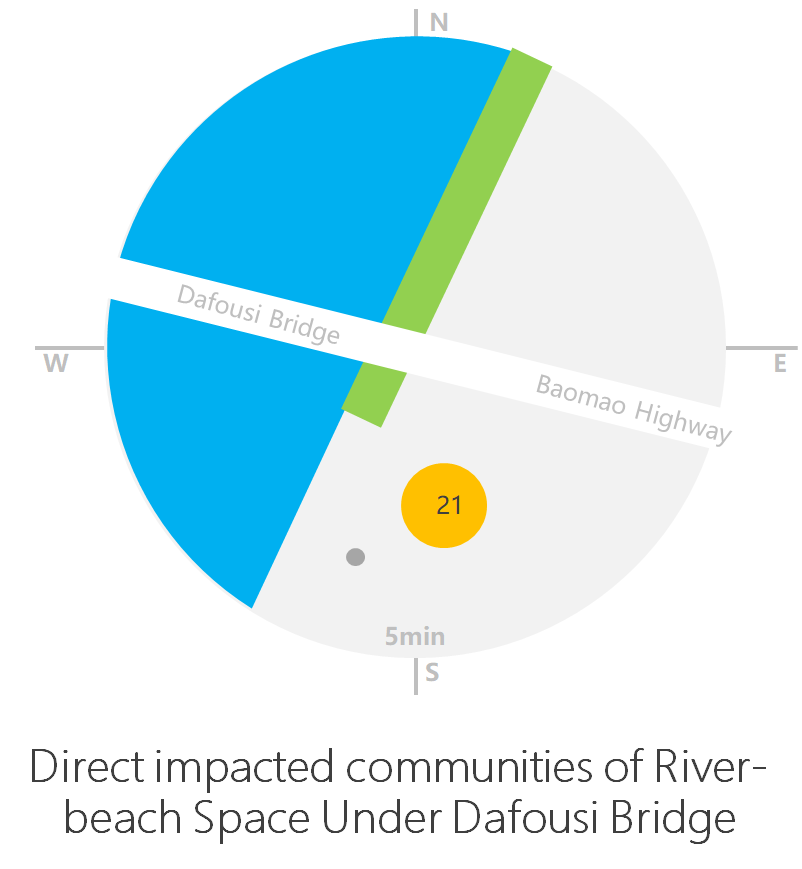 N
Dafousi Bridge
W
E
Baomao Highway
21
5min
S
Direct impacted communities of River-
beach Space Under Dafousi Bridge